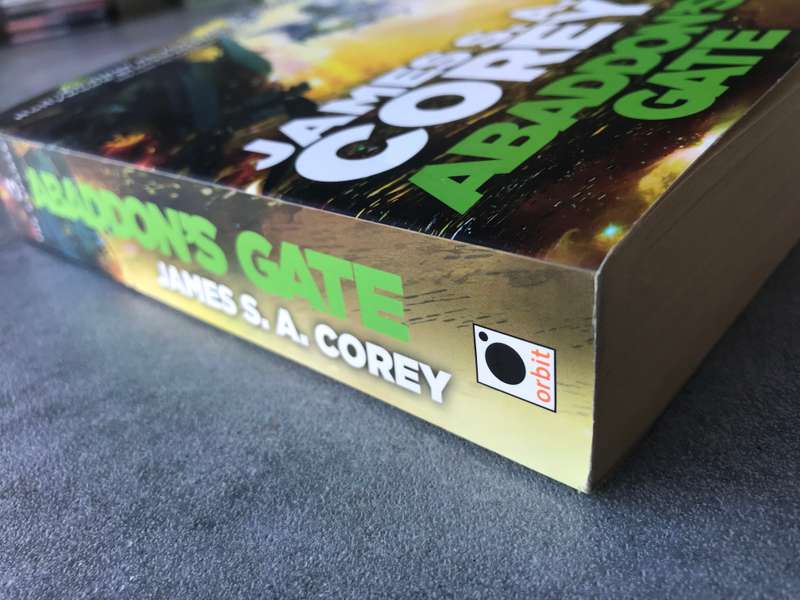 JAMES S. A.
COREY
ABADDON'S
GATE
ABADDON'S GATE
JAMES S. A. COREY
orbit